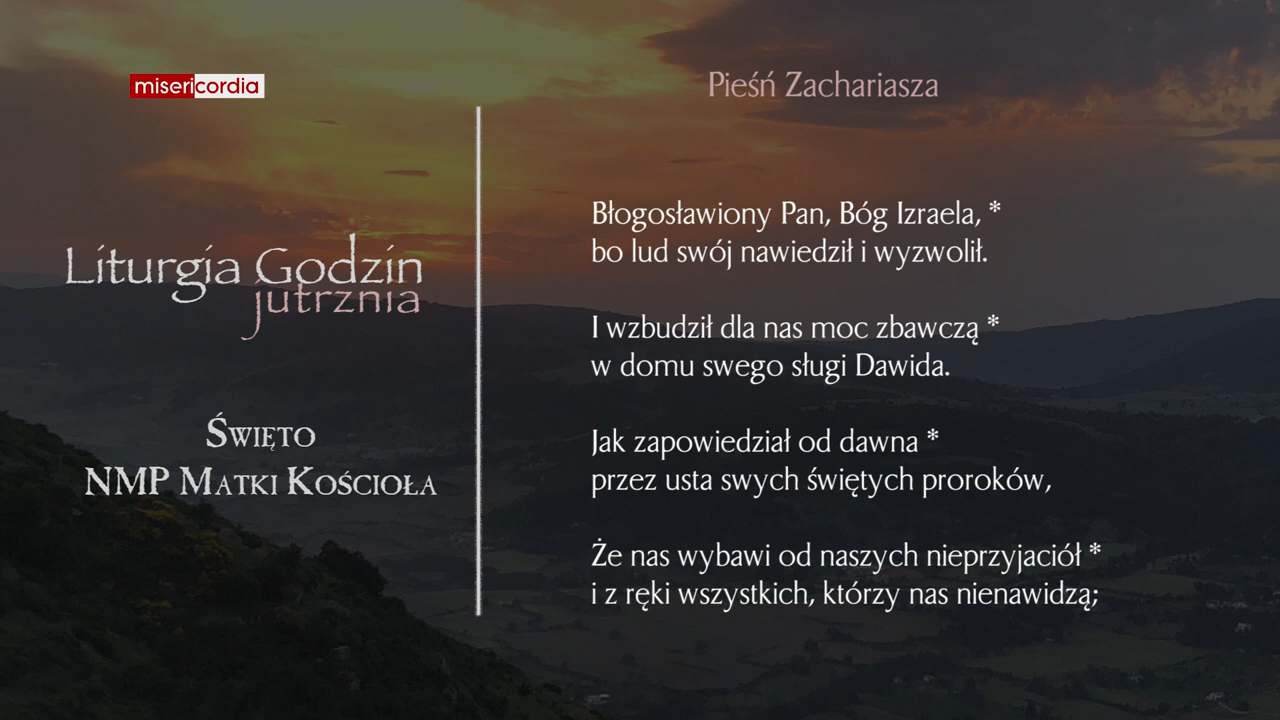 misericordia
Liturgia Godzin
jutrznia
Święto
NMP Matki Kościoła
Pieśń Zachariasza
Błogosławiony Pan, Bóg Izraela, *
bo lud swój nawiedził i wyzwolił.
I wzbudził dla nas moc zbawczą *
w domu swego sługi Dawida.
Jak zapowiedział od dawna *
przez usta swych świętych proroków,
Że nas wybawi od naszych nieprzyjaciół *
i z ręki wszystkich, którzy nas nienawidzą;